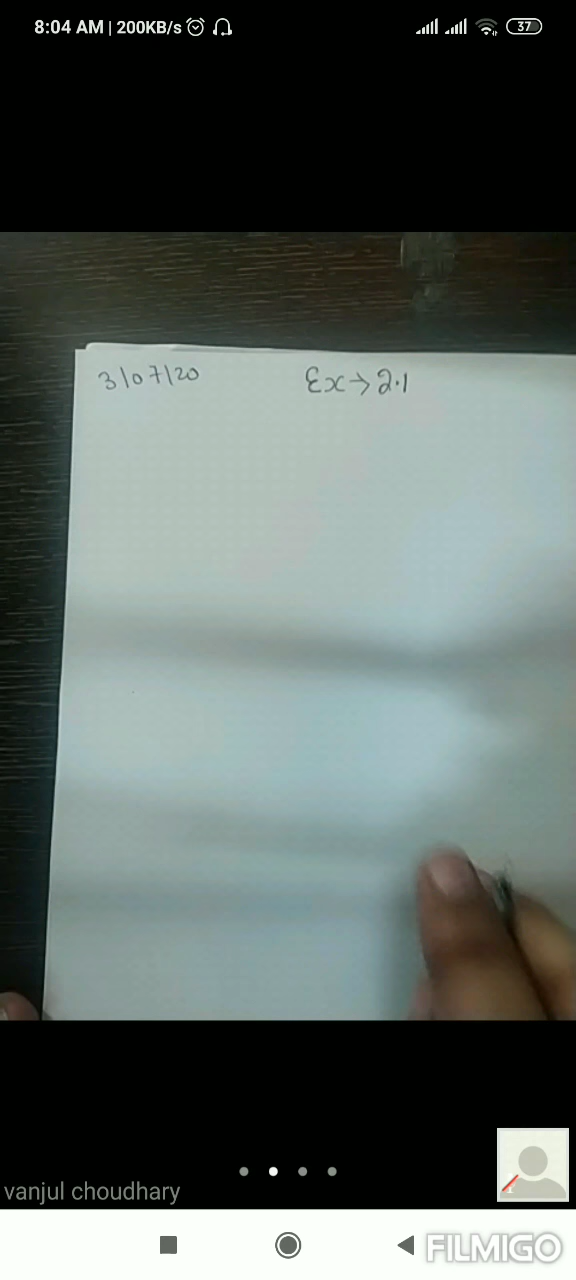 8:04 AM | 200KB/s
37
3/07/20
Ex→2.1
vanjul choudhary
FILMIGO